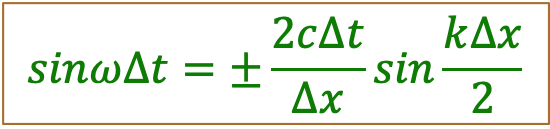 sinωΔt = ± 2cΔt/Δx sin kΔx/2